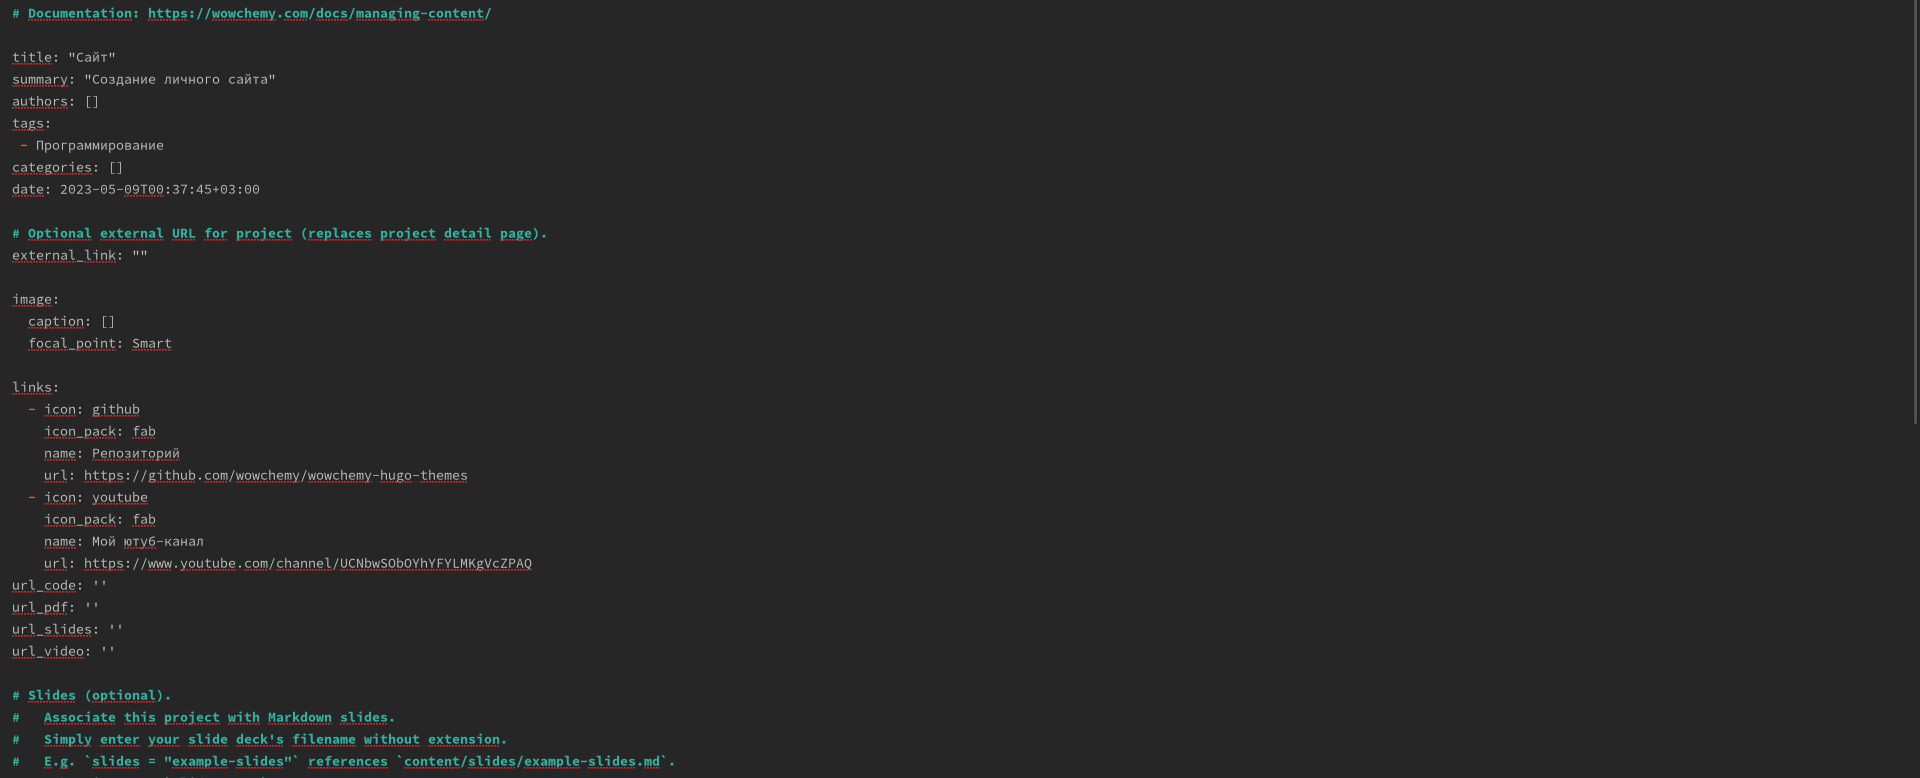 # Documentation: https://wowchemy.com/docs/managing-content/
title: "Сайт"
summary: "Создание личного сайта"
authors: []
tags:
 - Программирование
categories: []
date: 2023-05-09T00:37:45+03:00
# Optional external URL for project (replaces project detail page).
external_link: ""
image:
  caption: []
  focal_point: Smart
links:
  - icon: github
    icon_pack: fab
    name: Репозиторий
    url: https://github.com/wowchemy/wowchemy-hugo-themes
  - icon: youtube
    icon_pack: fab
    name: Мой ютуб-канал
    url: https://www.youtube.com/channel/UCNbwSObOYhYFYLMKgVcZPAQ
url_code: ''
url_pdf: ''
url_slides: ''
url_video: ''
# Slides (optional).
#   Associate this project with Markdown slides.
#   Simply enter your slide deck's filename without extension.
#   E.g. `slides = "example-slides"` references `content/slides/example-slides.md`.